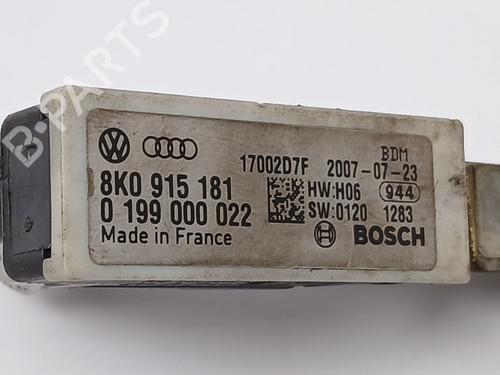 BDM
17002D7F 2007-07-23
8K0 915 181 HW:H06 944
0 199 000 022 SW:0120 1283
Made in France BOSCH
B-PARTS